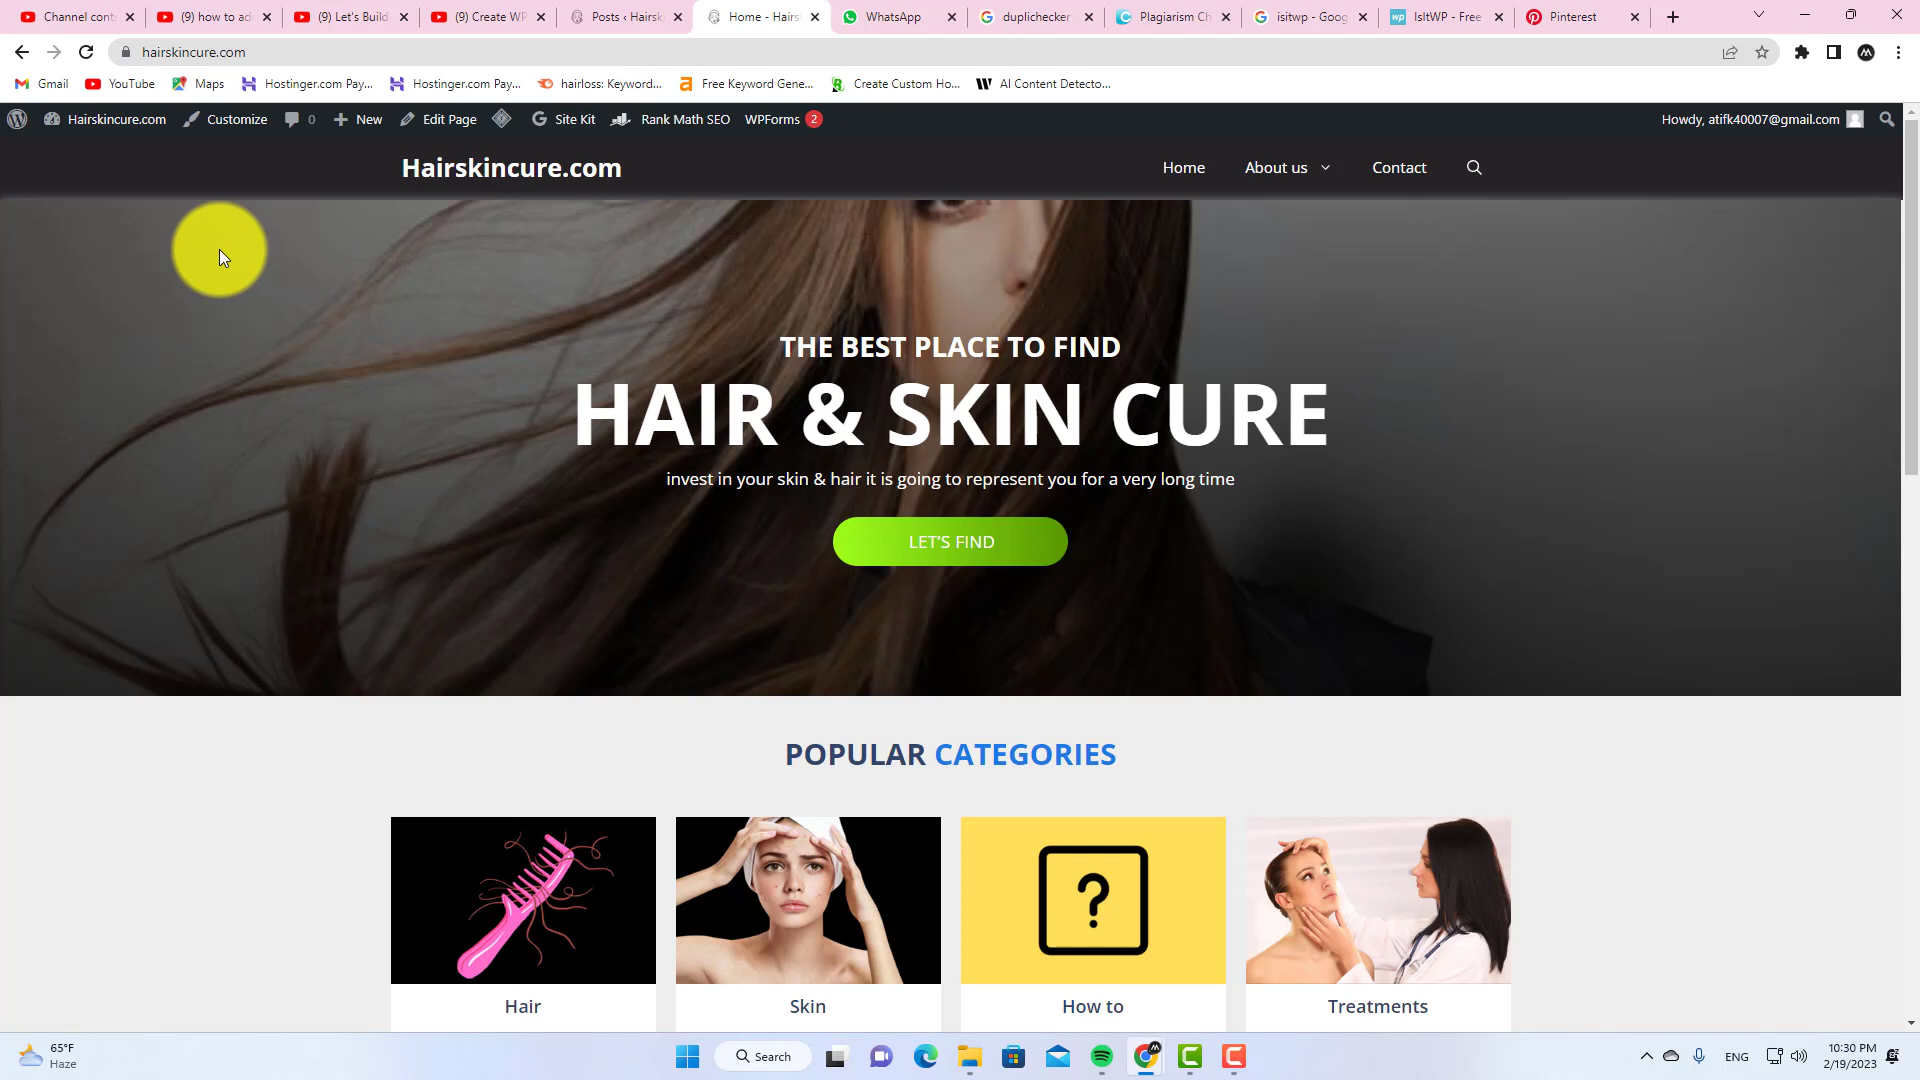 Channel conte
(9) how to ad
(9) Let's Build
(9) Create WP
Posts ‹ Hairsk
Home - Hairs
WhatsApp
duplichecker
Plagiarism Ch
isitwp - Goog
IsItWP - Free
Pinterest
hairskincure.com
Gmail
YouTube
Maps
Hostinger.com Pay...
Hostinger.com Pay...
hairloss: Keyword...
Free Keyword Gene...
Create Custom Ho...
AI Content Detecto...
Hairskincure.com
Customize
0
New
Edit Page
Site Kit
Rank Math SEO
WPForms 2
Howdy, atifk40007@gmail.com
Hairskincure.com
Home
About us
Contact
THE BEST PLACE TO FIND
HAIR & SKIN CURE
invest in your skin & hair it is going to represent you for a very long time
LET'S FIND
POPULAR CATEGORIES
?
Hair
Skin
How to
Treatments
65°F
Haze
Search
ENG
10:30 PM
2/19/2023